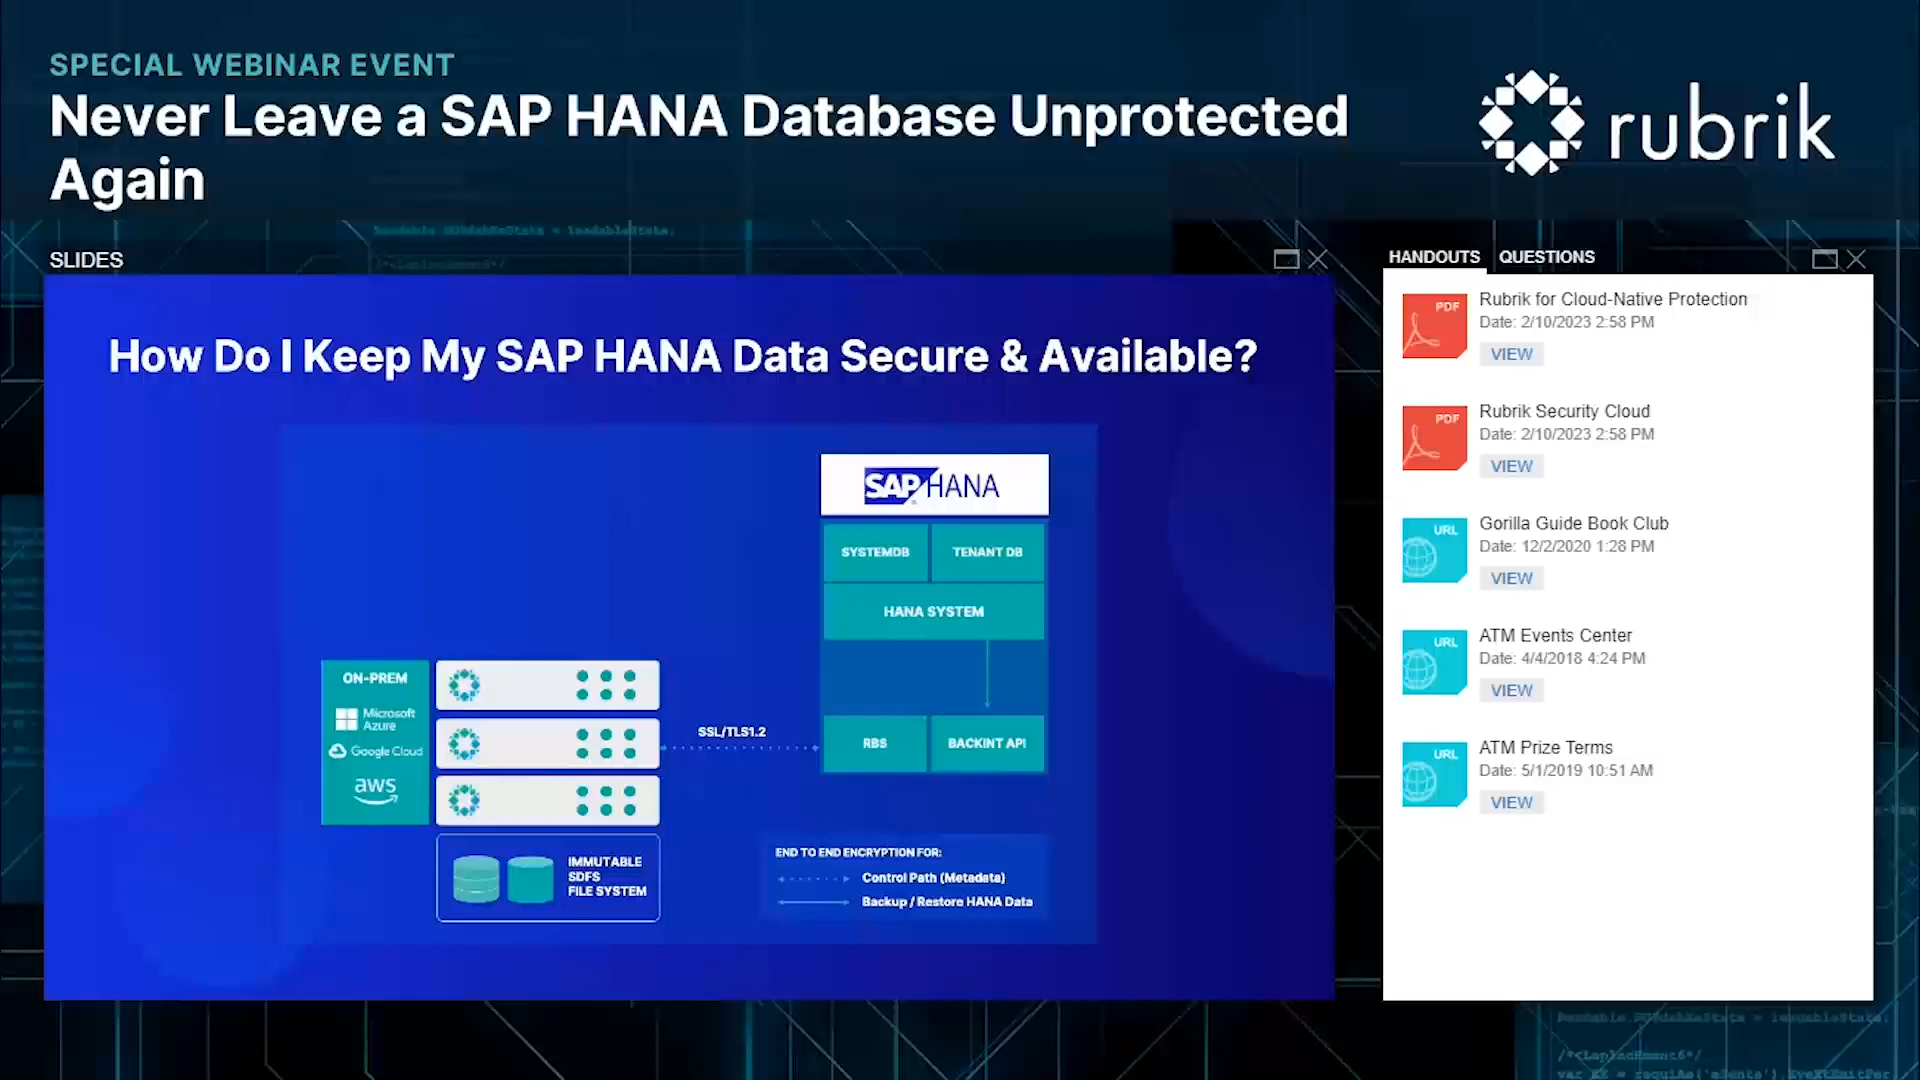 SPECIAL WEBINAR EVENT
Never Leave a SAP HANA Database Unprotected
Again
rubrik
SLIDES
How Do I Keep My SAP HANA Data Secure & Available?
SAP HANA
SYSTEMDB
TENANT DB
HANA SYSTEM
ON-PREM
Microsoft
Azure
Google Cloud
aws
SSL/TLS1.2
RBS
BACKINT API
IMMUTABLE
SDFS
FILE SYSTEM
END TO END ENCRYPTION FOR:
Control Path (Metadata)
Backup / Restore HANA Data
HANDOUTS
QUESTIONS
PDF
Rubrik for Cloud-Native Protection
Date: 2/10/2023 2:58 PM
VIEW
PDF
Rubrik Security Cloud
Date: 2/10/2023 2:58 PM
VIEW
URL
Gorilla Guide Book Club
Date: 12/2/2020 1:28 PM
VIEW
URL
ATM Events Center
Date: 4/4/2018 4:24 PM
VIEW
URL
ATM Prize Terms
Date: 5/1/2019 10:51 AM
VIEW